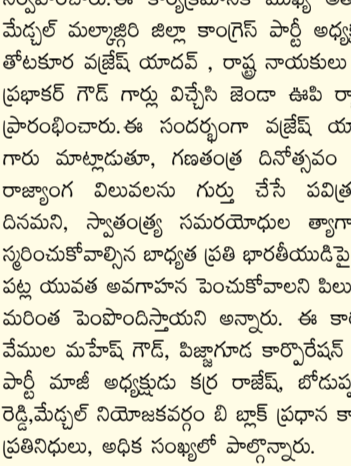 మేడ్చల్ మల్కాజ్గిరి జిల్లా కాంగ్రెస్ పార్టీ
తోటకూర వజ్రేష్ యాదవ్ , రాష్ట్ర నాయకులు
ప్రభాకర్ గౌడ్ గార్లు విచ్చేసి జెండా ఊపి రా
ప్రారంభించారు.ఈ సందర్భంగా వజ్రేష్ యా
గారు మాట్లాడుతూ, గణతంత్ర దినోత్సవం
రాజ్యాంగ విలువలను గుర్తు చేసే పవిత్ర
దినమని, స్వాతంత్ర్య సమరయోధుల త్యాగా
స్మరించుకోవాల్సిన బాధ్యత ప్రతి భారతీయుడిపై
పట్ల యువత అవగాహన పెంచుకోవాలని పిలు
మరింత పెంపొందిస్తాయని అన్నారు. ఈ కా
వేముల మహేష్ గౌడ్, పిజ్జాగూడ కార్పొరేషన్
పార్టీ మాజీ అధ్యక్షుడు కర్ర రాజేష్, బోడుప్ప
రెడ్డి,మేడ్చల్ నియోజకవర్గం బి బ్లాక్ ప్రధాన కా
ప్రతినిధులు, అధిక సంఖ్యలో పాల్గొన్నారు.